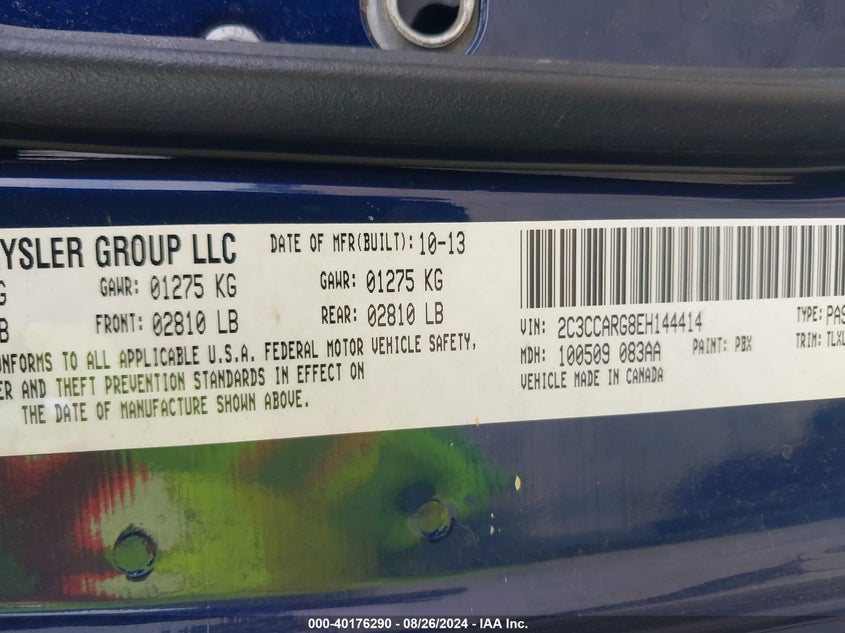 YSLER GROUP LLC DATE OF MFR(BUILT): 10-13
G GAWR: 01275 KG GAWR: 01275 KG
B FRONT: 02810 LB REAR: 02810 LB
ONFORMS TO ALL APPLICABLE U.S.A. FEDERAL MOTOR VEHICLE SAFETY,
ER AND THEFT PREVENTION STANDARDS IN EFFECT ON
THE DATE OF MANUFACTURE SHOWN ABOVE.
VIN: 2C3CCARG8EH144414 TYPE: PAS
MDH: 100509 083AA PAINT: PBX TRIM: TLXL
VEHICLE MADE IN CANADA
000-40176290 - 08/26/2024 - IAA Inc.